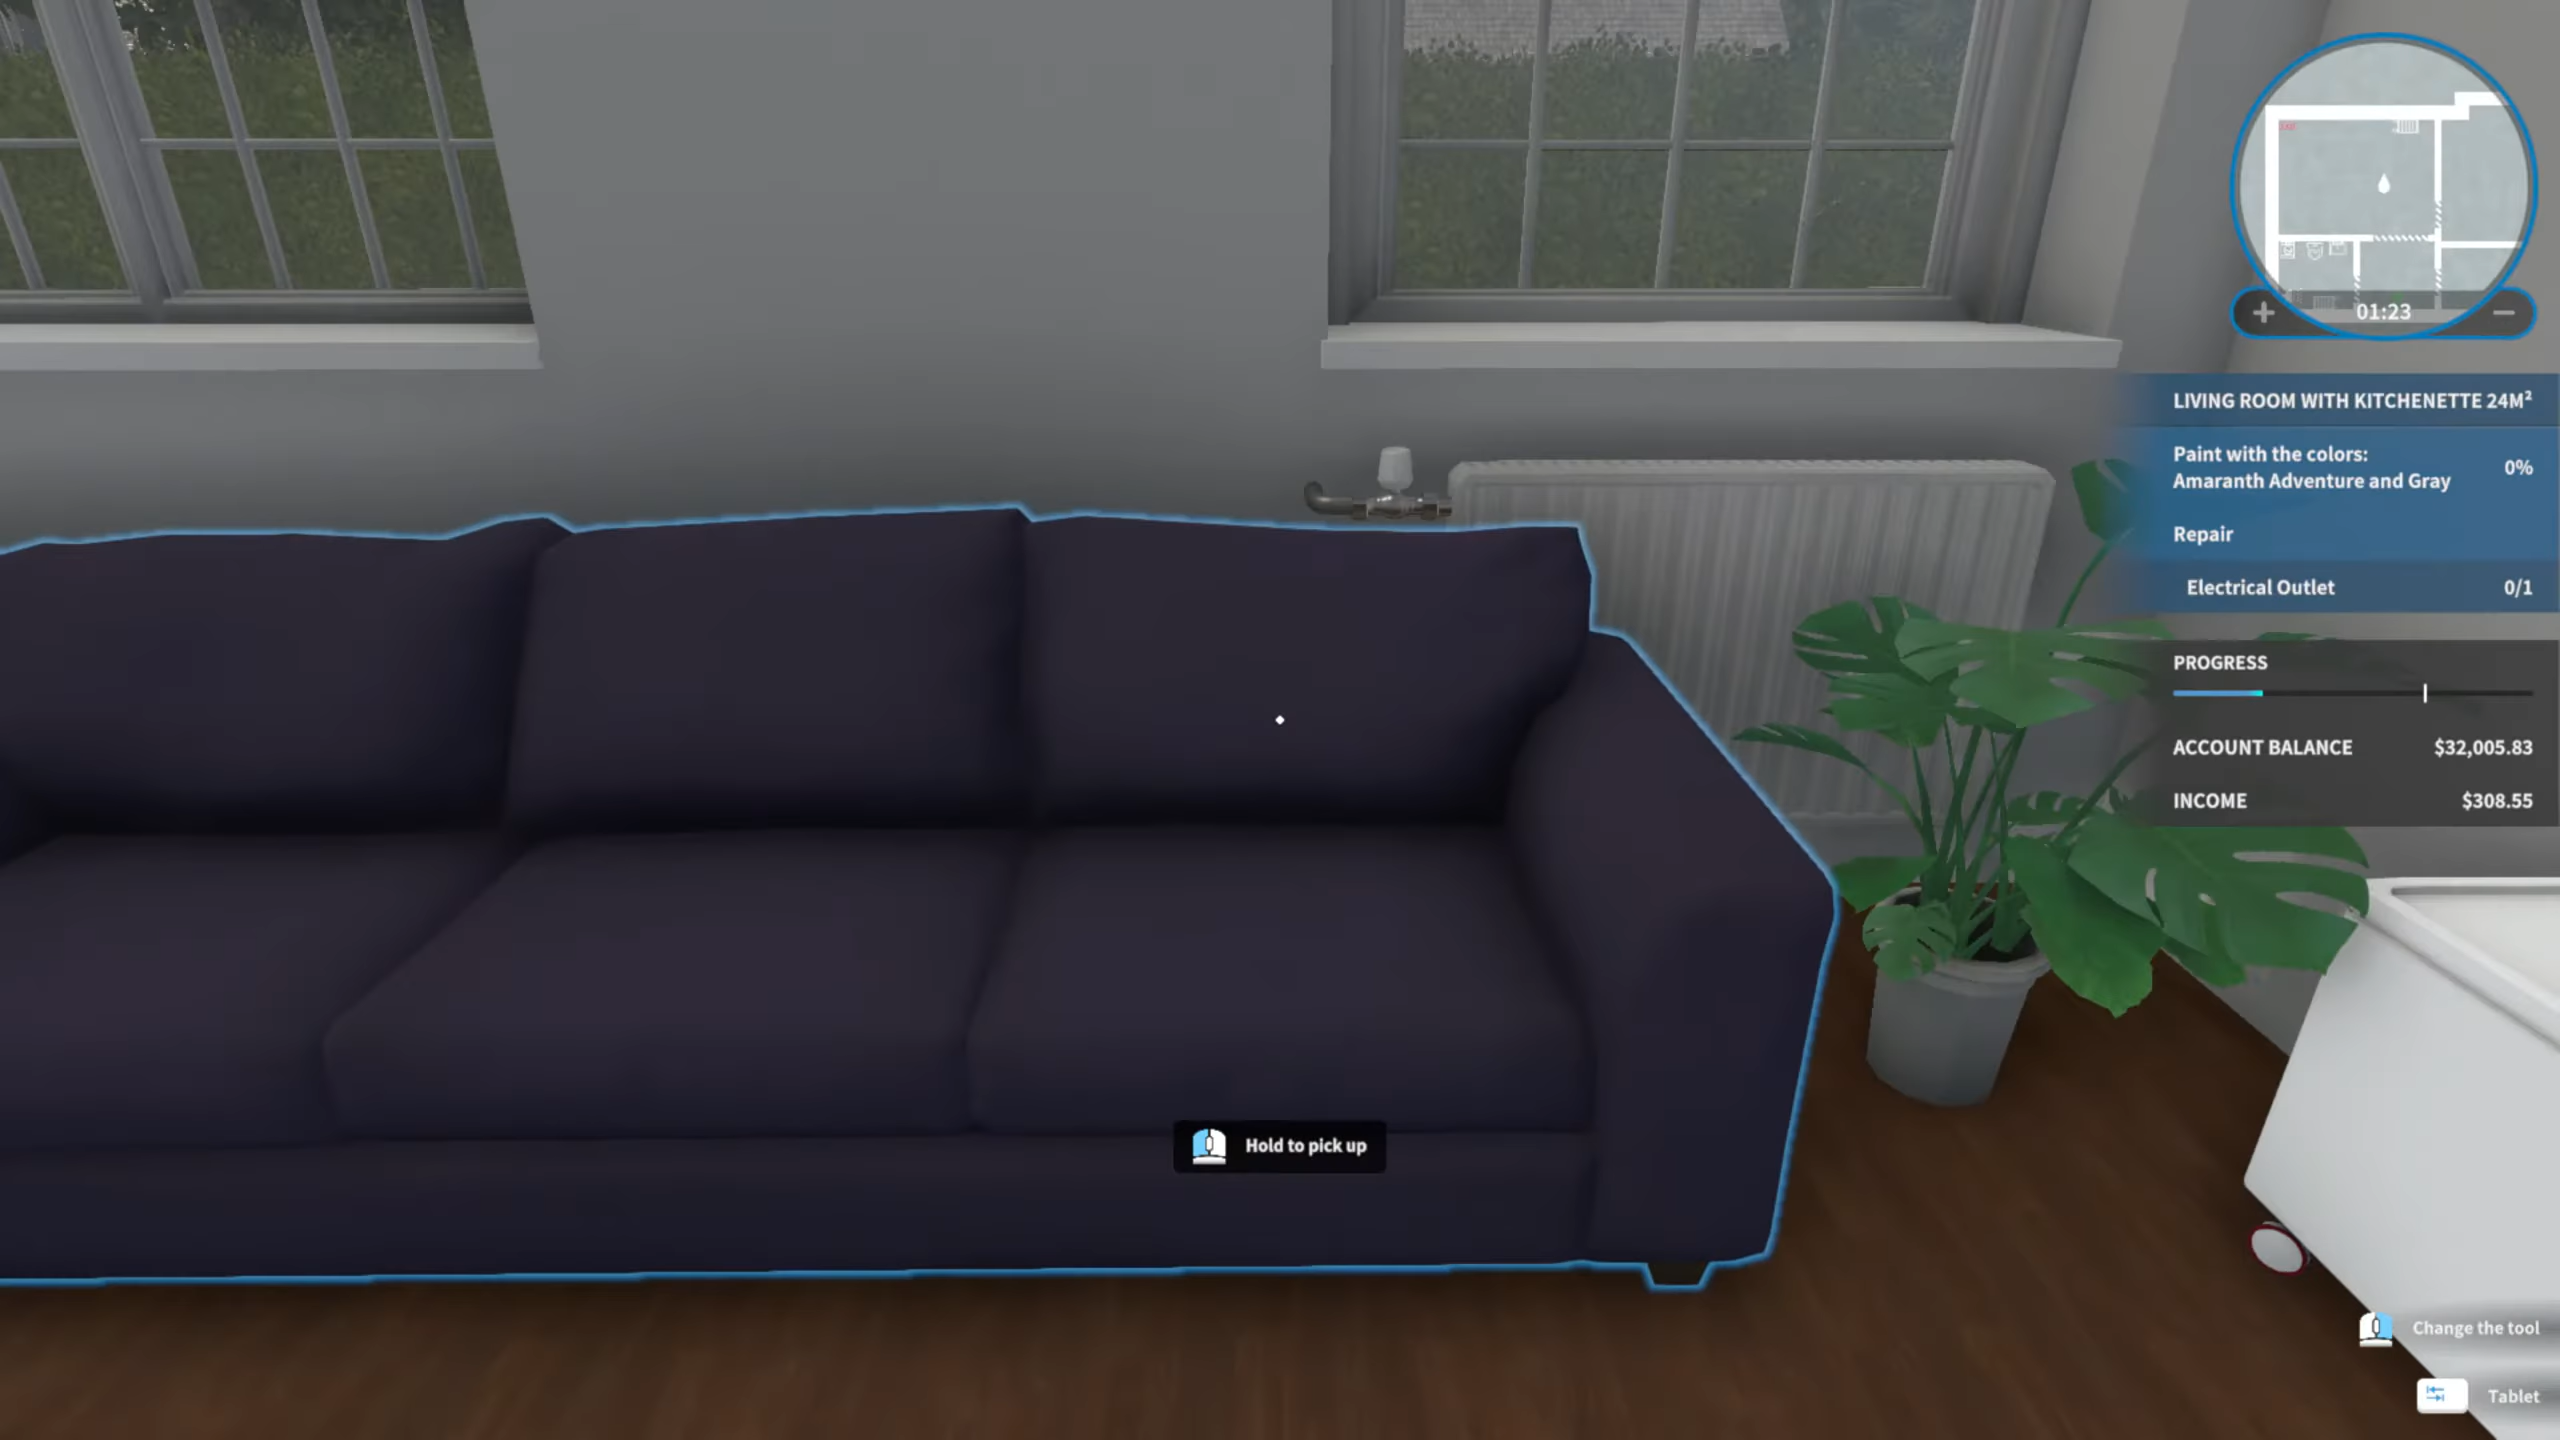 01:23
LIVING ROOM WITH KITCHENETTE 24M²
Paint with the colors:
Amaranth Adventure and Gray 0%
Repair
Electrical Outlet 0/1
PROGRESS
ACCOUNT BALANCE $32,005.83
INCOME $308.55
Hold to pick up
Change the tool
Tablet